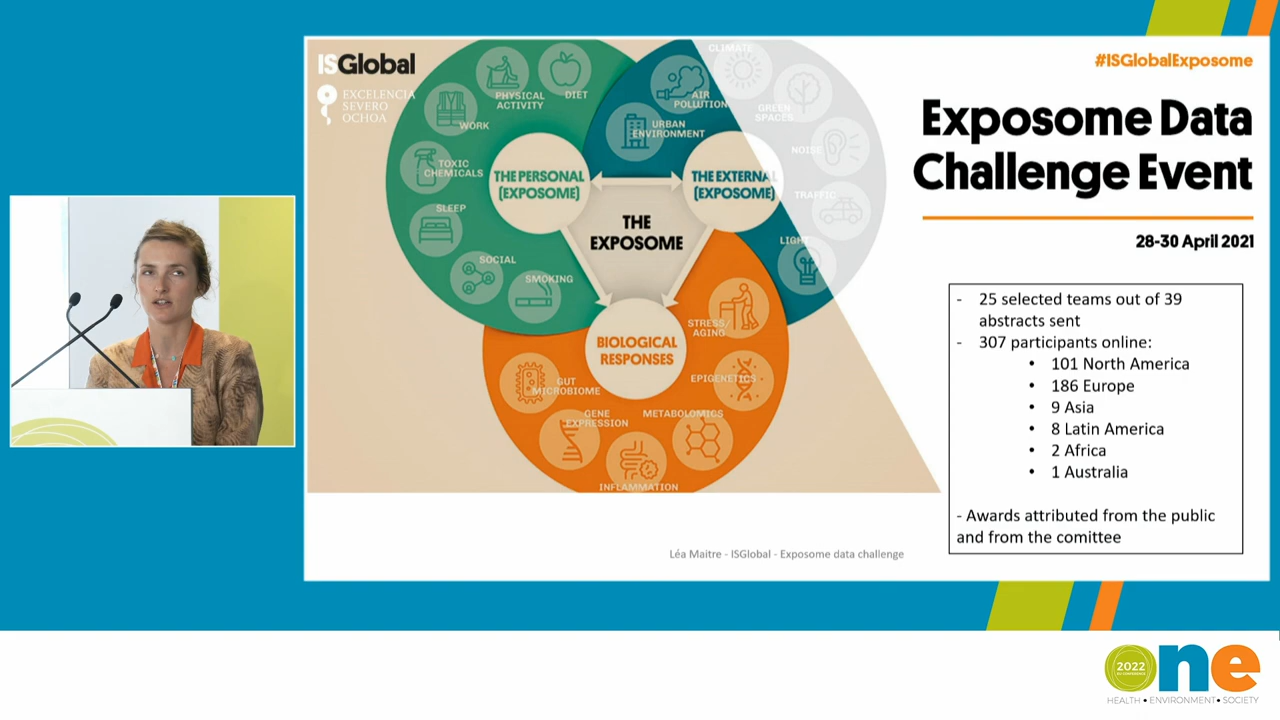 ISGlobal
EXCELENCIA
SEVERO
OCHOA
CLIMATE
PHYSICAL
ACTIVITY
DIET
AIR
POLLUTION
GREEN
SPACES
WORK
URBAN
ENVIRONMENT
NOISE
TOXIC
CHEMICALS
THE PERSONAL
(EXPOSOME)
THE EXTERNAL
(EXPOSOME)
TRAFFIC
SLEEP
THE
EXPOSOME
LIGHT
SOCIAL
SMOKING
STRESS/
AGING
BIOLOGICAL
RESPONSES
GUT
MICROBIOME
EPIGENETICS
GENE
EXPRESSION
METABOLOMICS
INFLAMMATION
#ISGlobalExposome
Exposome Data
Challenge Event
28-30 April 2021
- 25 selected teams out of 39
abstracts sent
- 307 participants online:
• 101 North America
• 186 Europe
• 9 Asia
• 8 Latin America
• 2 Africa
• 1 Australia
- Awards attributed from the public
and from the comittee
Léa Maitre - ISGlobal - Exposome data challenge
2022
one
HEALTH • ENVIRONMENT • SOCIETY